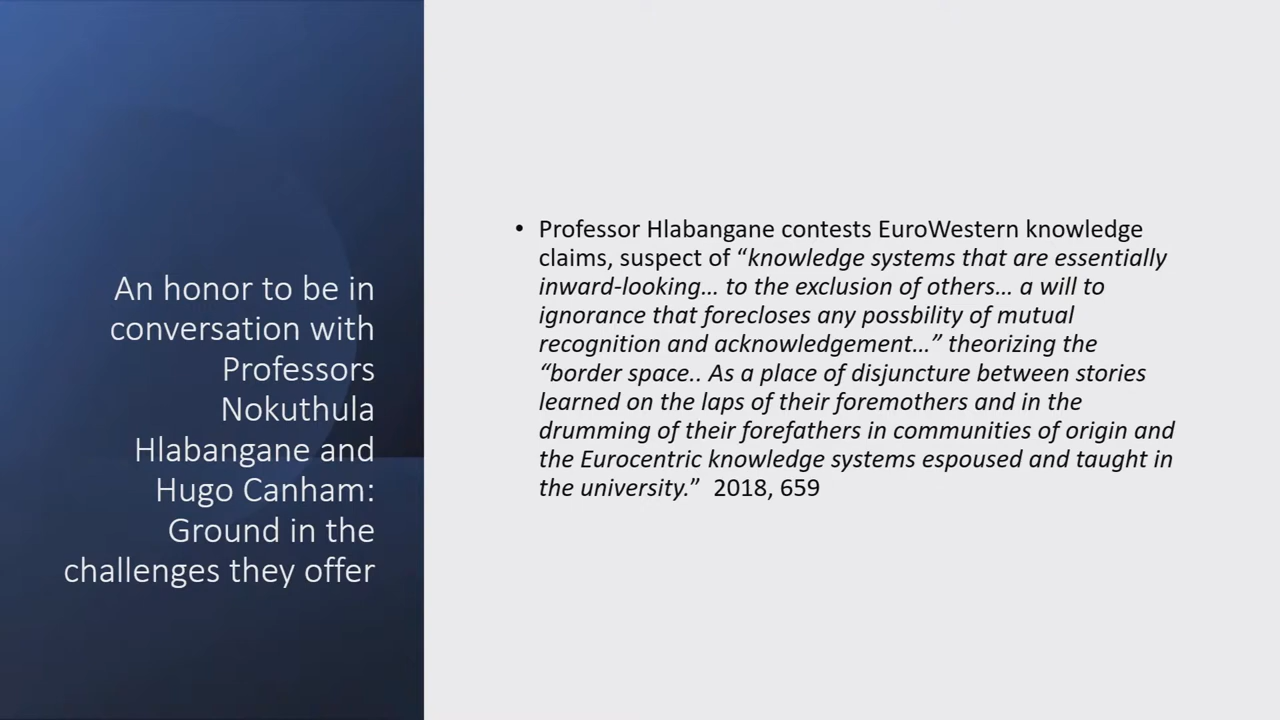 An honor to be in
conversation with
Professors
Nokuthula
Hlabangane and
Hugo Canham:
Ground in the
challenges they offer
• Professor Hlabangane contests EuroWestern knowledge
claims, suspect of “knowledge systems that are essentially
inward-looking… to the exclusion of others… a will to
ignorance that forecloses any possbility of mutual
recognition and acknowledgement…” theorizing the
“border space.. As a place of disjuncture between stories
learned on the laps of their foremothers and in the
drumming of their forefathers in communities of origin and
the Eurocentric knowledge systems espoused and taught in
the university.” 2018, 659